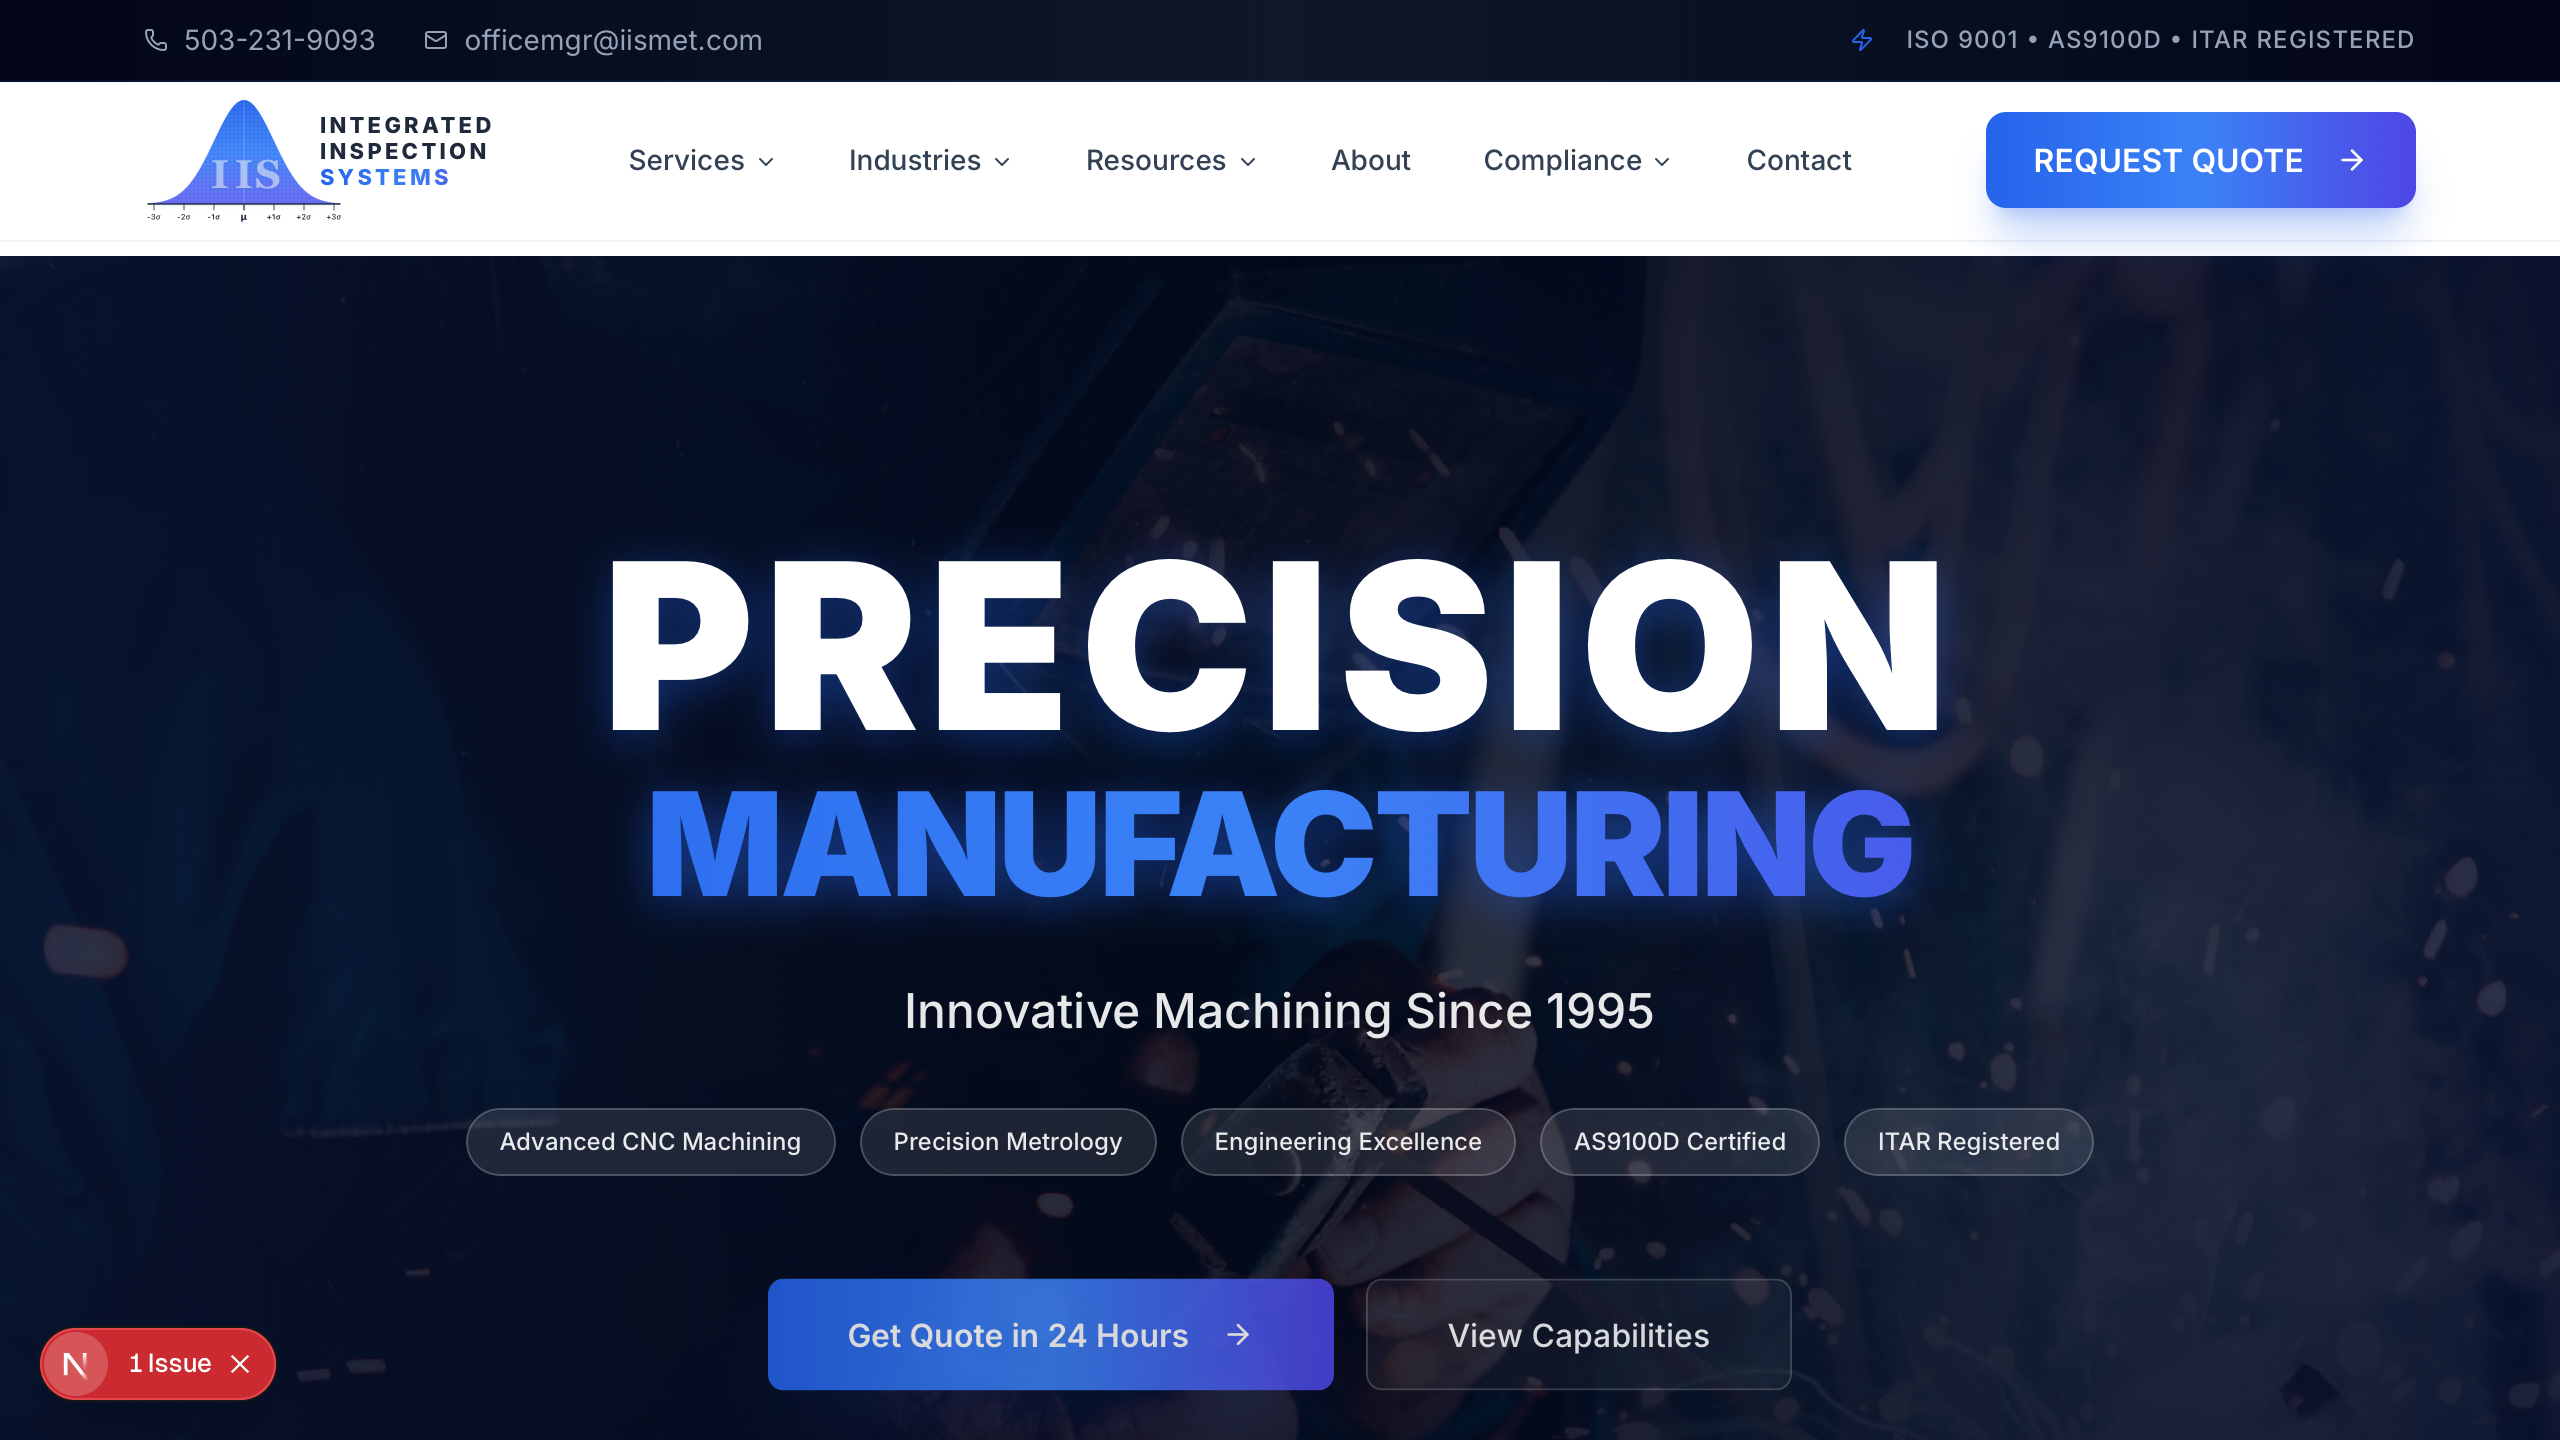 503-231-9093 officemgr@iismet.com ISO 9001 • AS9100D • ITAR REGISTERED
IIS
-3σ -2σ -1σ μ +1σ +2σ +3σ
INTEGRATED
INSPECTION
SYSTEMS
Services Industries Resources About Compliance Contact REQUEST QUOTE
PRECISION
MANUFACTURING
Innovative Machining Since 1995
Advanced CNC Machining Precision Metrology Engineering Excellence AS9100D Certified ITAR Registered
Get Quote in 24 Hours View Capabilities
N 1 Issue